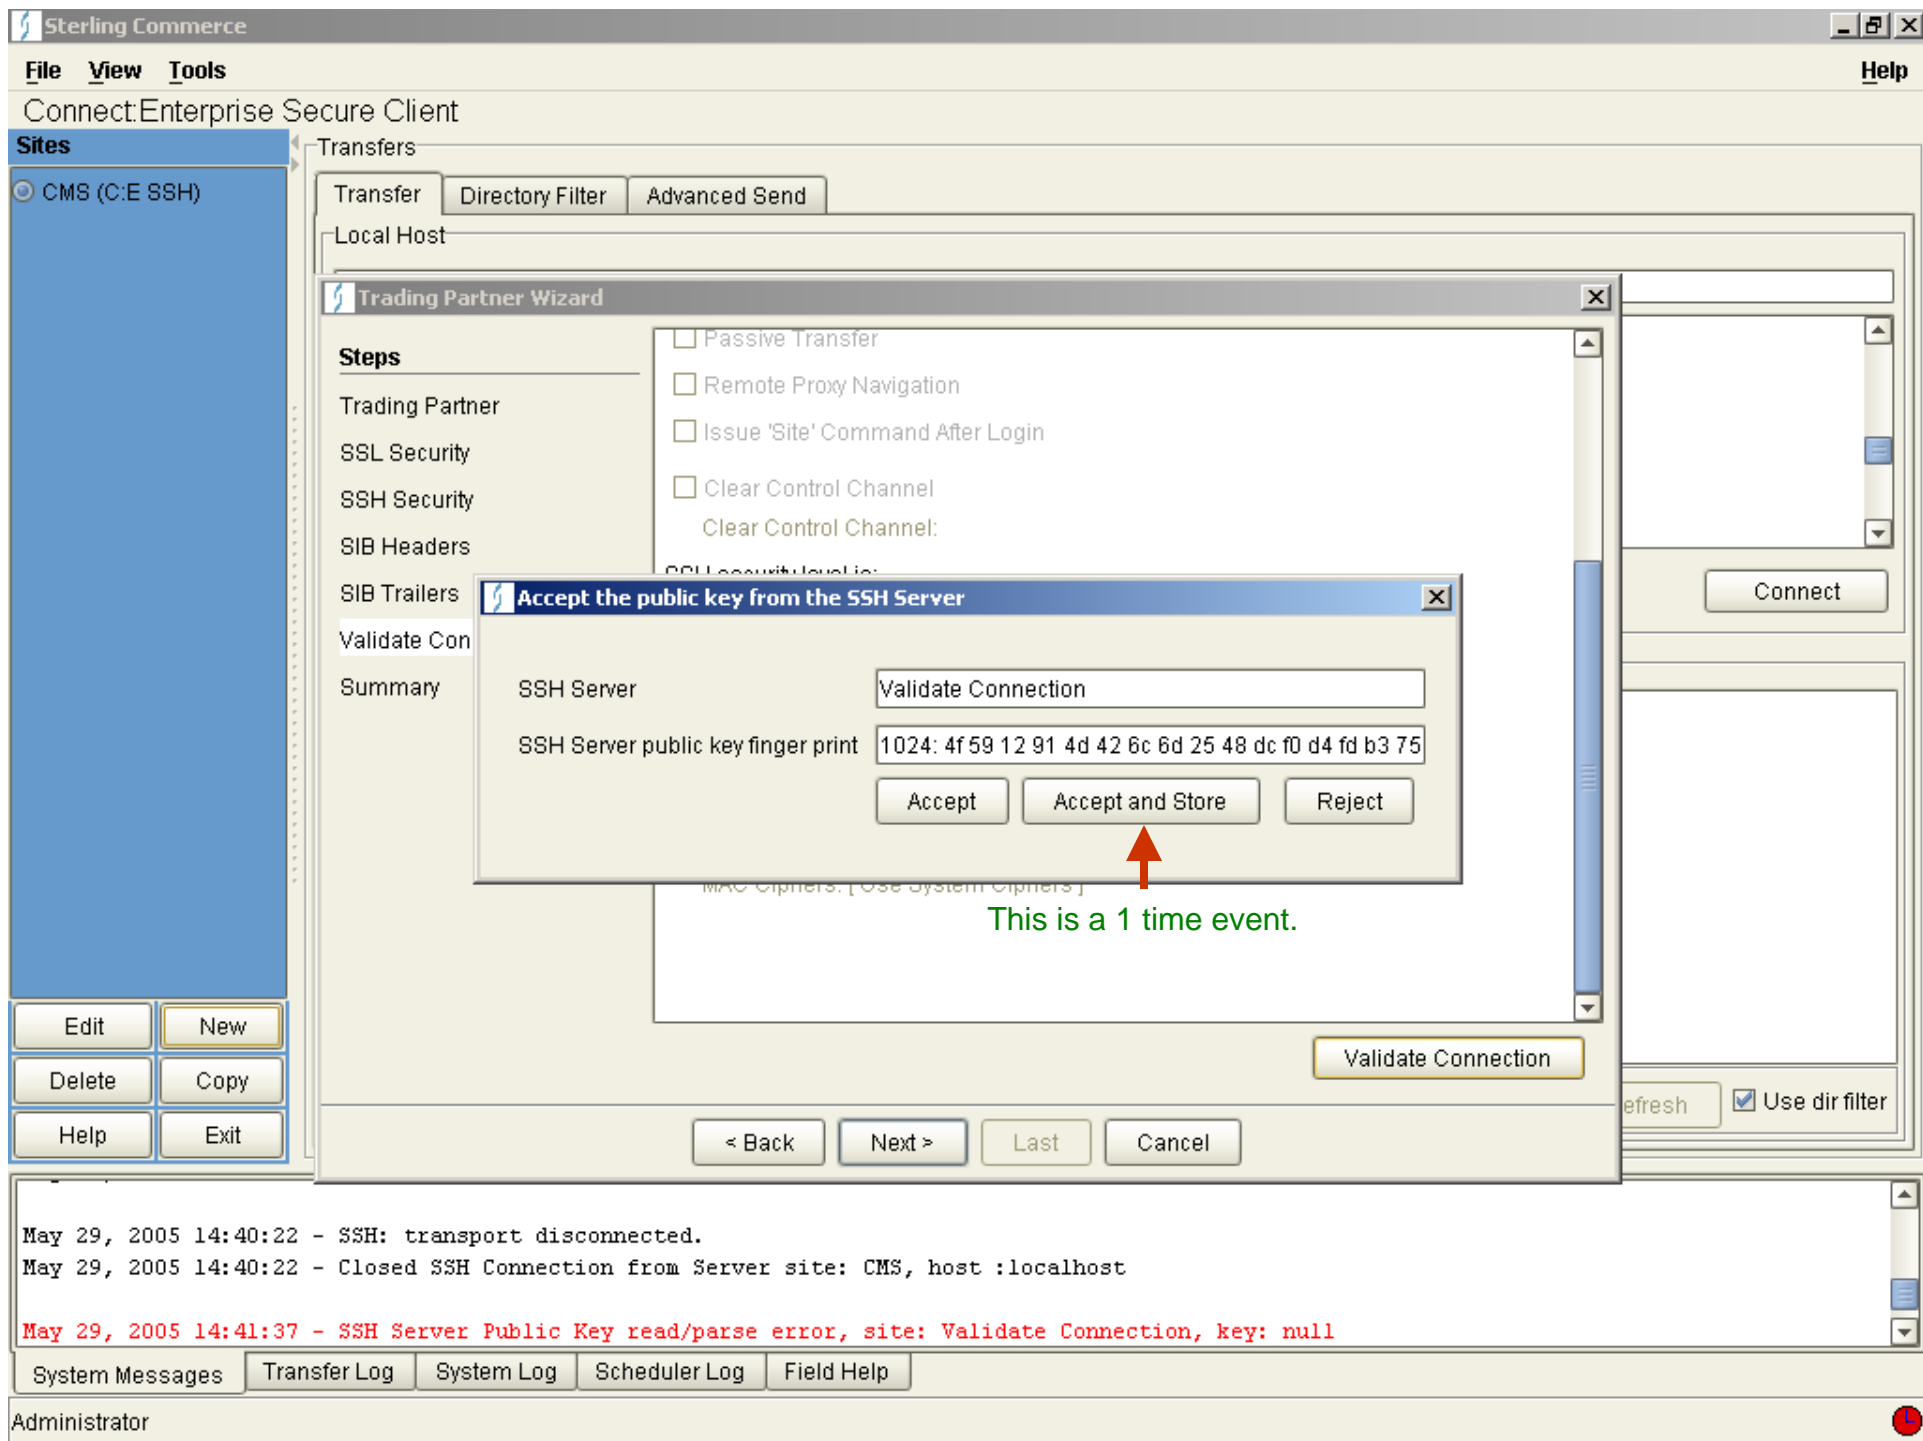 Sterling Commerce
File View Tools Help
Connect:Enterprise Secure Client
Sites
CMS (C:E SSH)
Transfers
Transfer Directory Filter Advanced Send
Local Host
Trading Partner Wizard
Steps
Trading Partner
SSL Security
SSH Security
SIB Headers
SIB Trailers
Validate Con
Summary
Passive Transfer
Remote Proxy Navigation
Issue 'Site' Command After Login
Clear Control Channel
Clear Control Channel:
security level is:
Connect
Accept the public key from the SSH Server
SSH Server Validate Connection
SSH Server public key finger print 1024: 4f 59 12 91 4d 42 6c 6d 25 48 dc f0 d4 fd b3 75
Accept Accept and Store Reject
MAC Ciphers: [ Use System Ciphers ]
This is a 1 time event.
Validate Connection
efresh Use dir filter
< Back Next > Last Cancel
Edit New
Delete Copy
Help Exit
May 29, 2005 14:40:22 - SSH: transport disconnected.
May 29, 2005 14:40:22 - Closed SSH Connection from Server site: CMS, host :localhost
May 29, 2005 14:41:37 - SSH Server Public Key read/parse error, site: Validate Connection, key: null
System Messages Transfer Log System Log Scheduler Log Field Help
Administrator